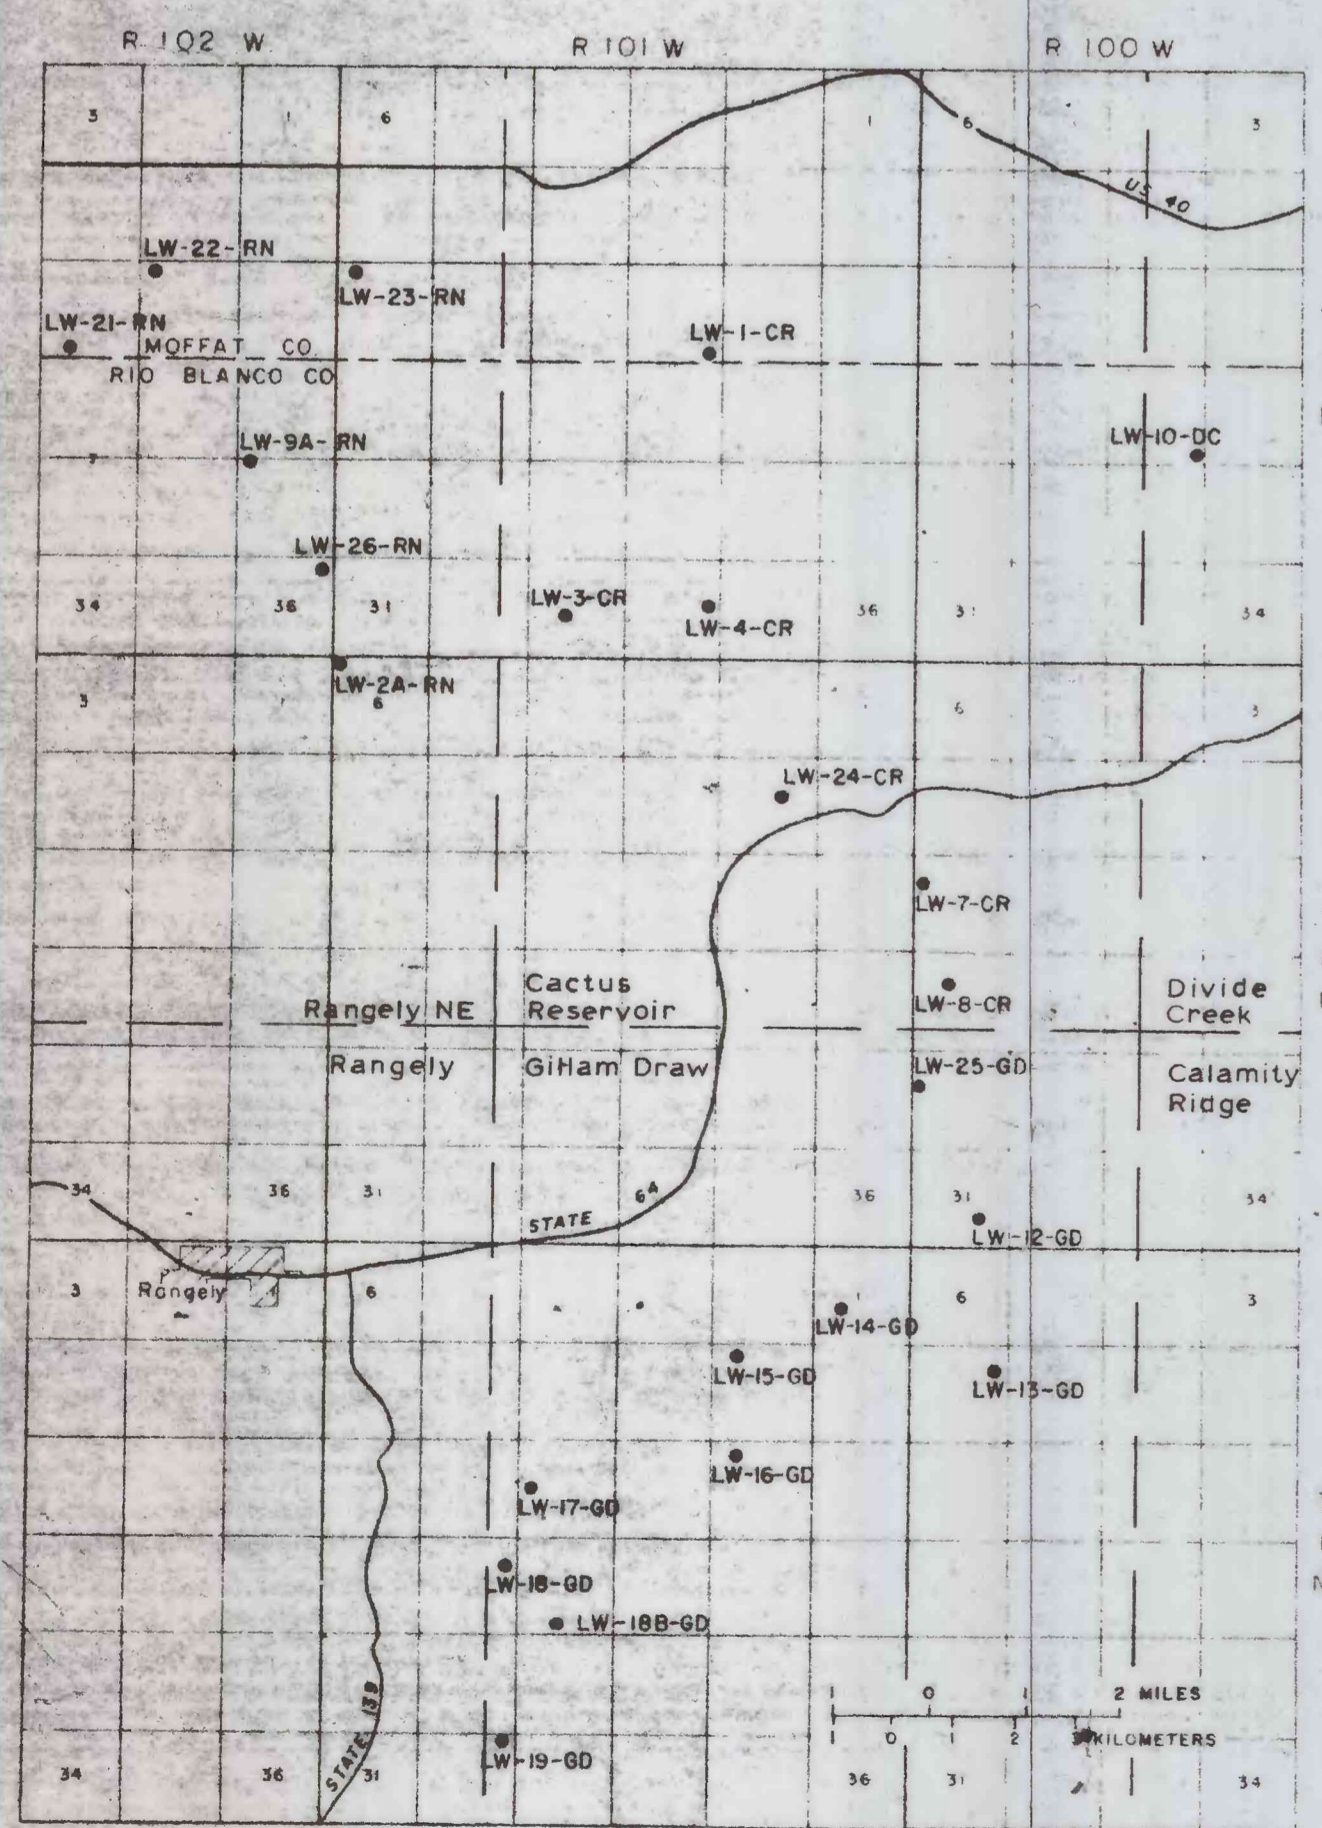 R 102 W R 101 W R 100 W
3 1 6 1 6 3
US 40
LW-22-RN
LW-23-RN
LW-21-RN
LW-1-CR
MOFFAT CO
RIO BLANCO CO
LW-9A-RN
LW-10-DC
LW-26-RN
34 36 31 LW-3-CR 36 31 34
LW-4-CR
LW-2A-RN
3 6 6 3
LW-24-CR
LW-7-CR
Rangely NE
Cactus
Reservoir
LW-8-CR
Divide
Creek
Rangely
Gillam Draw
LW-25-GD
Calamity
Ridge
34 36 31 36 31 34
STATE 64
LW-12-GD
3 Rangely 6 1 6 3
LW-14-GD
LW-15-GD
LW-13-GD
LW-16-GD
LW-17-GD
LW-18-GD
LW-18B-GD
STATE 139
1 0 1 2 MILES
1 0 1 2 3 KILOMETERS
LW-19-GD
34 36 31 36 31 34
N